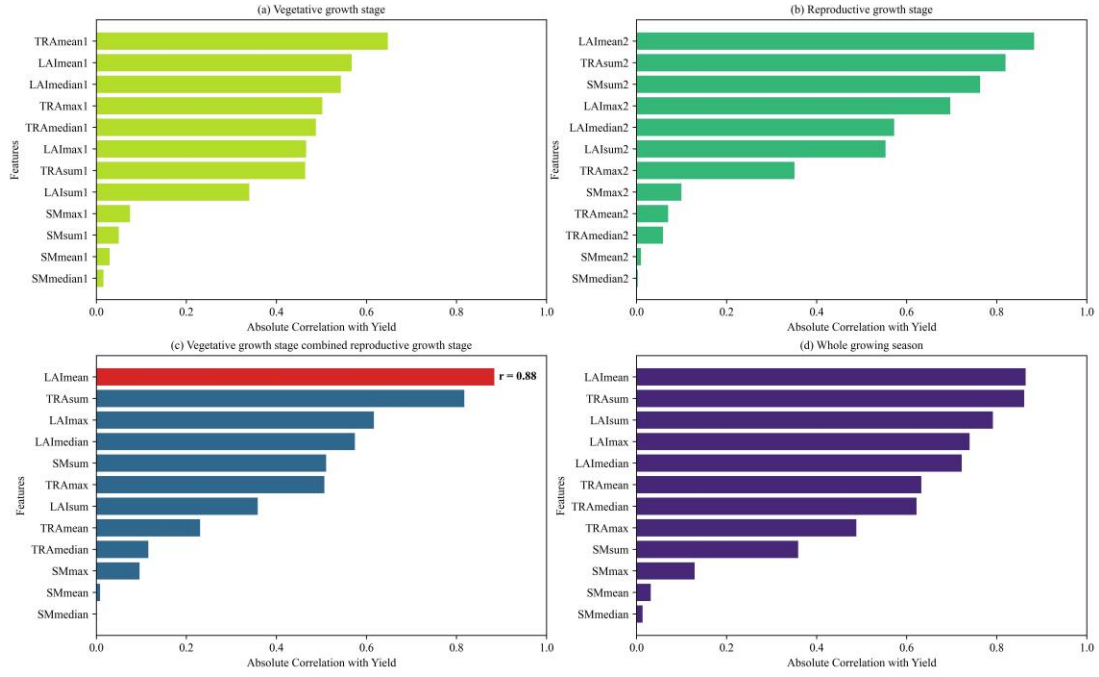 (a) Vegetative growth stage
Features
TRAmean1
LAImean1
LAImedian1
TRAmax1
TRAmedian1
LAImax1
TRAsum1
LAIsum1
SMmax1
SMsum1
SMmean1
SMmedian1
0.0 0.2 0.4 0.6 0.8 1.0
Absolute Correlation with Yield
(b) Reproductive growth stage
Features
LAImean2
TRAsum2
SMsum2
LAImax2
LAImedian2
LAIsum2
TRAmax2
SMmax2
TRAmean2
TRAmedian2
SMmean2
SMmedian2
0.0 0.2 0.4 0.6 0.8 1.0
Absolute Correlation with Yield
(c) Vegetative growth stage combined reproductive growth stage
Features
LAImean
r = 0.88
TRAsum
LAImax
LAImedian
SMsum
TRAmax
LAIsum
TRAmean
TRAmedian
SMmax
SMmean
SMmedian
0.0 0.2 0.4 0.6 0.8 1.0
Absolute Correlation with Yield
(d) Whole growing season
Features
LAImean
TRAsum
LAIsum
LAImax
LAImedian
TRAmean
TRAmedian
TRAmax
SMsum
SMmax
SMmean
SMmedian
0.0 0.2 0.4 0.6 0.8 1.0
Absolute Correlation with Yield